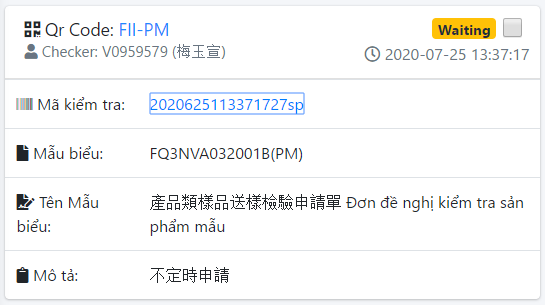 Qr Code: FII-PM
Waiting
Checker: V0959579 (梅玉宣)
2020-07-25 13:37:17
Mã kiểm tra: 2020625113371727sp
Mẫu biểu: FQ3NVA032001B(PM)
Tên Mẫu biểu: 產品類樣品送樣檢驗申請單 Đơn đề nghị kiểm tra sản phẩm mẫu
Mô tả: 不定時申請